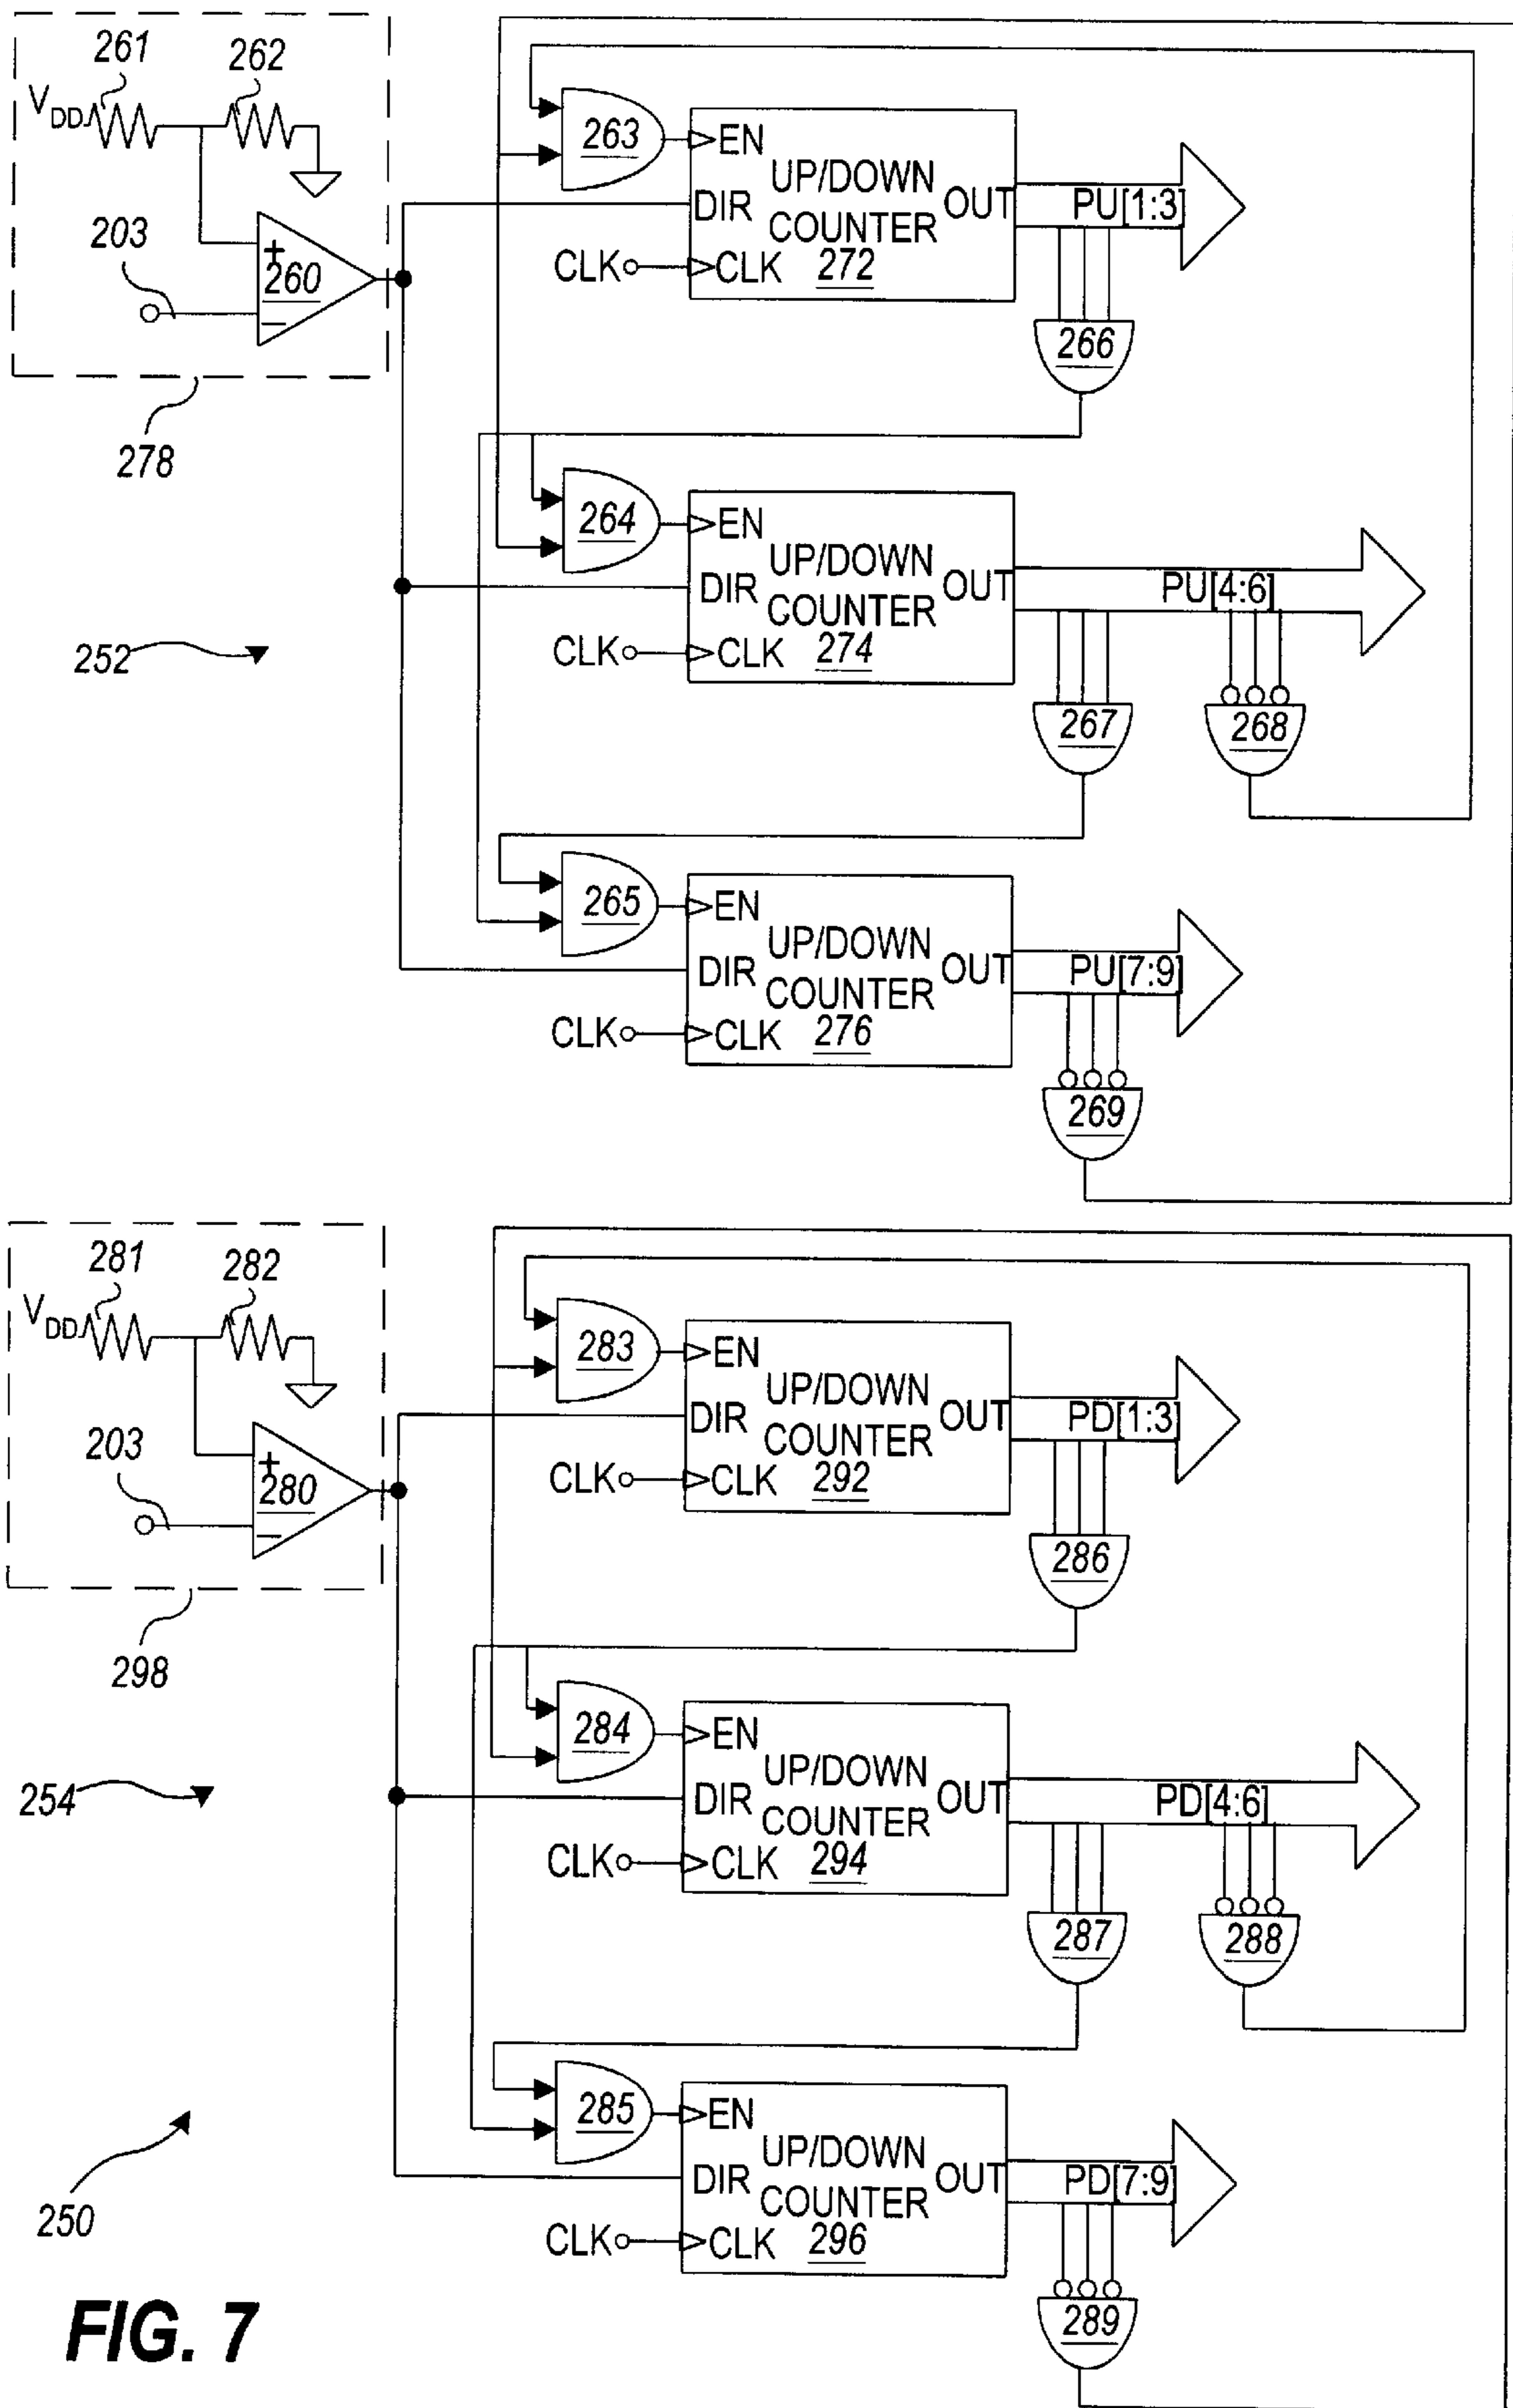 261
262
VDD
263
EN
UP/DOWN
DIR
OUT
PU[1:3]
COUNTER
203
+
260
−
CLK
CLK
272
266
278
264
EN
UP/DOWN
DIR
OUT
PU[4:6]
COUNTER
252
CLK
CLK
274
267
268
265
EN
UP/DOWN
DIR
OUT
PU[7:9]
COUNTER
CLK
CLK
276
269
281
282
VDD
283
EN
UP/DOWN
DIR
OUT
PD[1:3]
COUNTER
203
+
280
−
CLK
CLK
292
286
298
284
EN
UP/DOWN
DIR
OUT
PD[4:6]
COUNTER
254
CLK
CLK
294
287
288
285
EN
UP/DOWN
DIR
OUT
PD[7:9]
COUNTER
250
CLK
CLK
296
289
FIG. 7